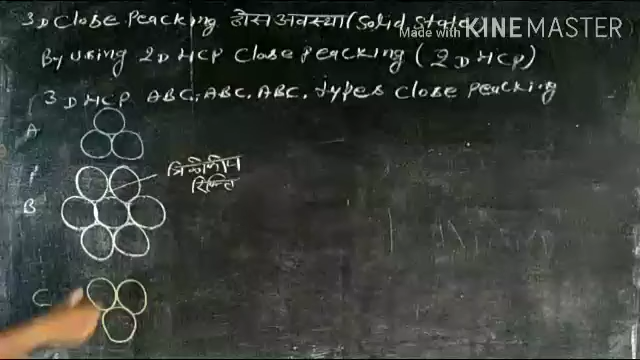 3D Close Peacking ठोस अवस्था (Solid State)
Made with KINEMASTER
By using 2D HCP Close peacking (2D HCP)
3D HCP ABC, ABC, ABC. Types Close Peacking
A
त्रिकोणीय
रिक्ति
B
C